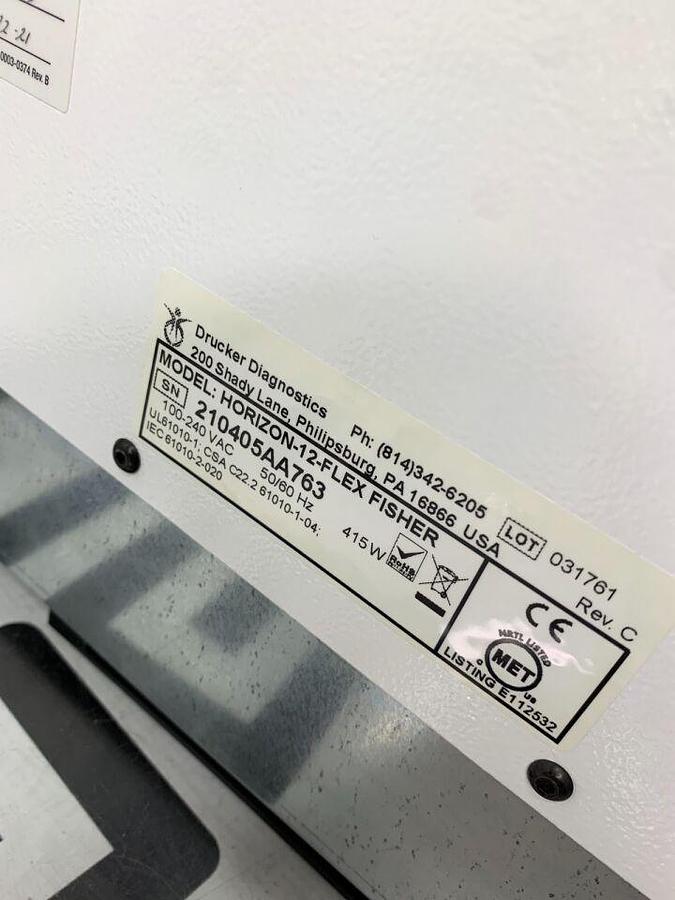 2-21
0003-0374 Rev. B
Drucker Diagnostics Ph: (814)342-6205
200 Shady Lane, Philipsburg, PA 16866 USA
LOT 031761
Rev. C
MODEL: HORIZON-12-FLEX FISHER
SN 210405AA763
100-240 VAC 50/60 Hz 415W
UL61010-1; CSA C22.2 61010-1-04;
IEC 61010-2-020
RoHS
CE
NRTL LISTED
MET
c us
LISTING E112532